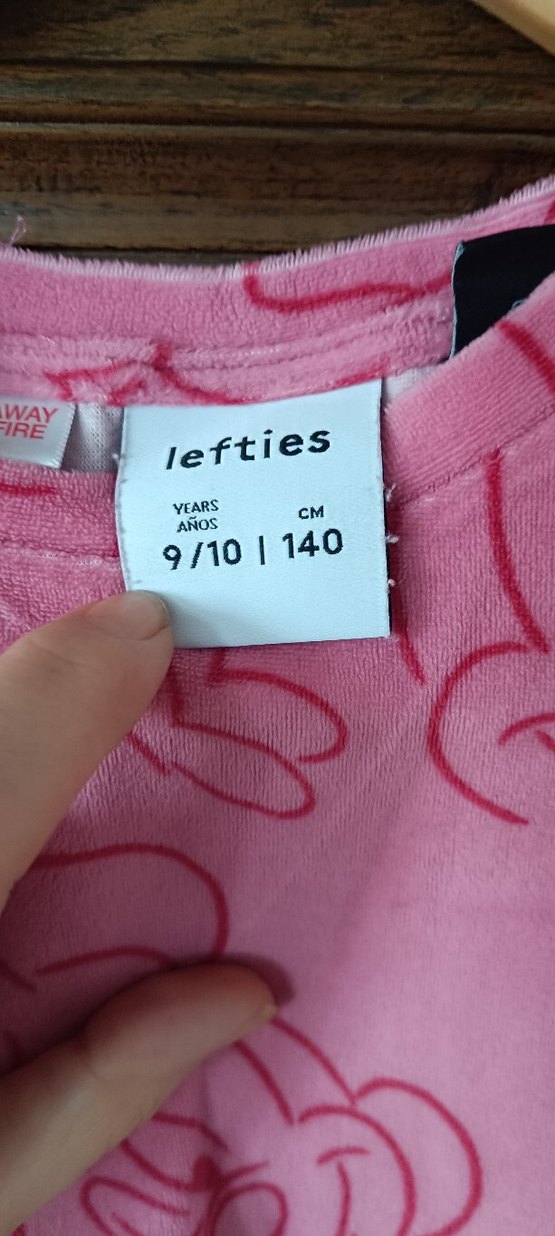 AWAY
FIRE
lefties
YEARS
AÑOS
CM
9/10 | 140